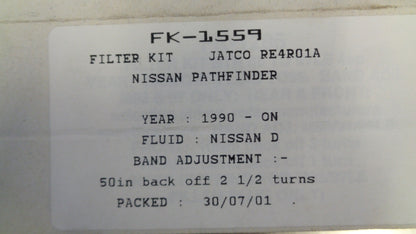 FK-1559
FILTER KIT JATCO RE4R01A
NISSAN PATHFINDER
YEAR : 1990 - ON
FLUID : NISSAN D
BAND ADJUSTMENT :-
50in back off 2 1/2 turns
PACKED : 30/07/01 .